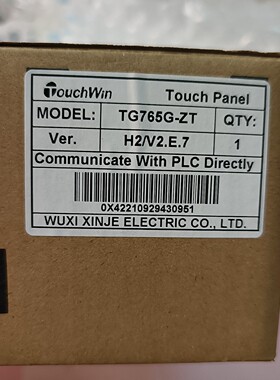 TouchWin Touch Panel
MODEL: TG765G-ZT QTY:
Ver. H2/V2.E.7 1
Communicate With PLC Directly
0X42210929430951
WUXI XINJE ELECTRIC CO., LTD.